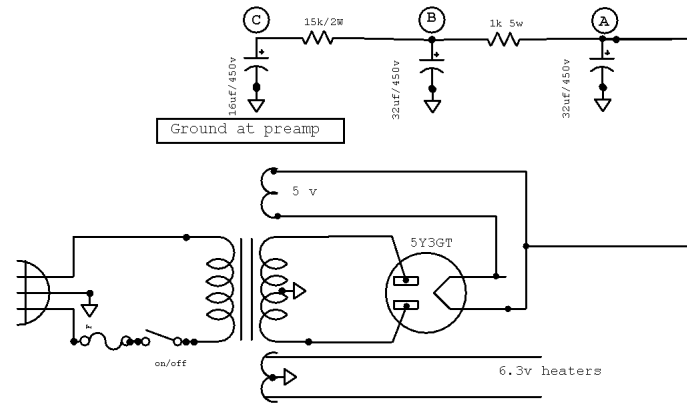 C
B
A
15k/2W
1k 5w
16uf/450v
32uf/450v
32uf/450v
Ground at preamp
5 v
5Y3GT
on/off
6.3v heaters